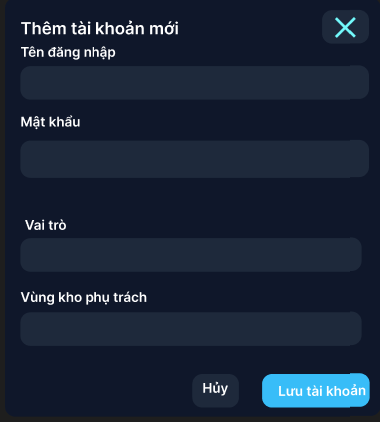 Thêm tài khoản mới
Tên đăng nhập
Mật khẩu
Vai trò
Vùng kho phụ trách
Hủy
Lưu tài khoản